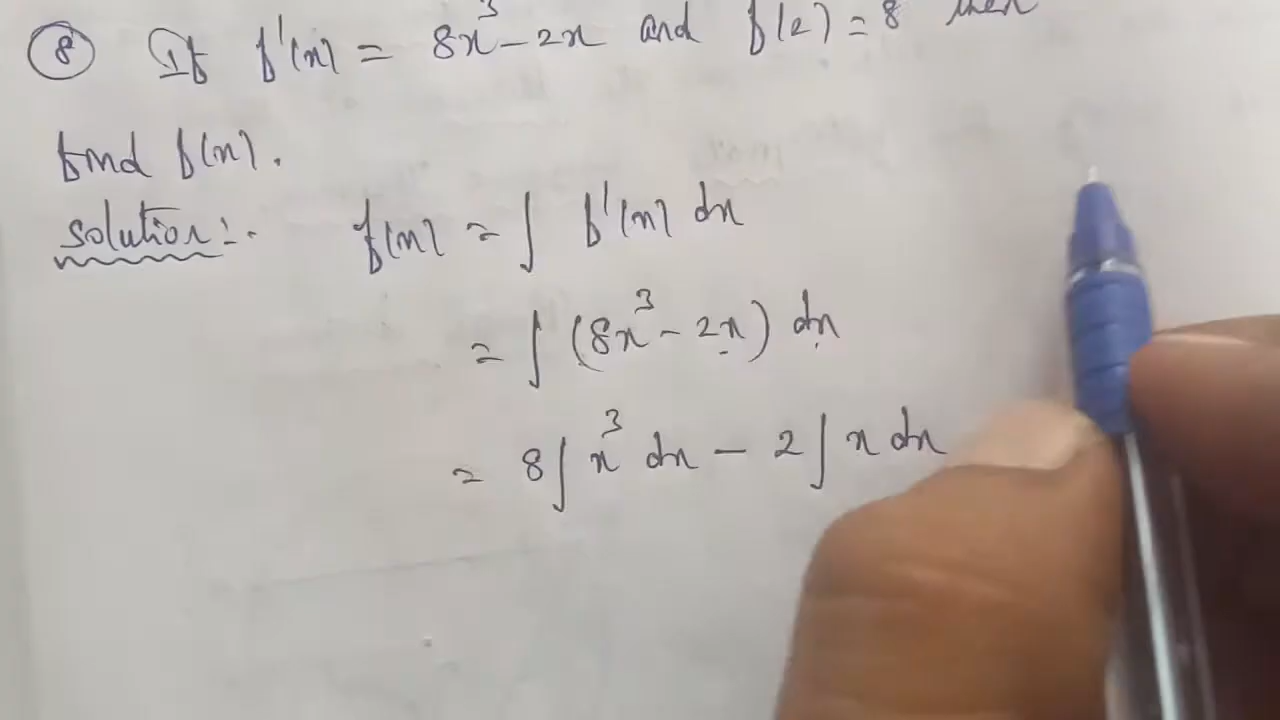 ⑧ If f'(x) = 8x³ - 2x and f(2) = 8 then
find f(x).
solution:- f(x) = ∫ f'(x) dx
= ∫ (8x³ - 2x) dx
= 8∫ x³ dx - 2∫ x dx